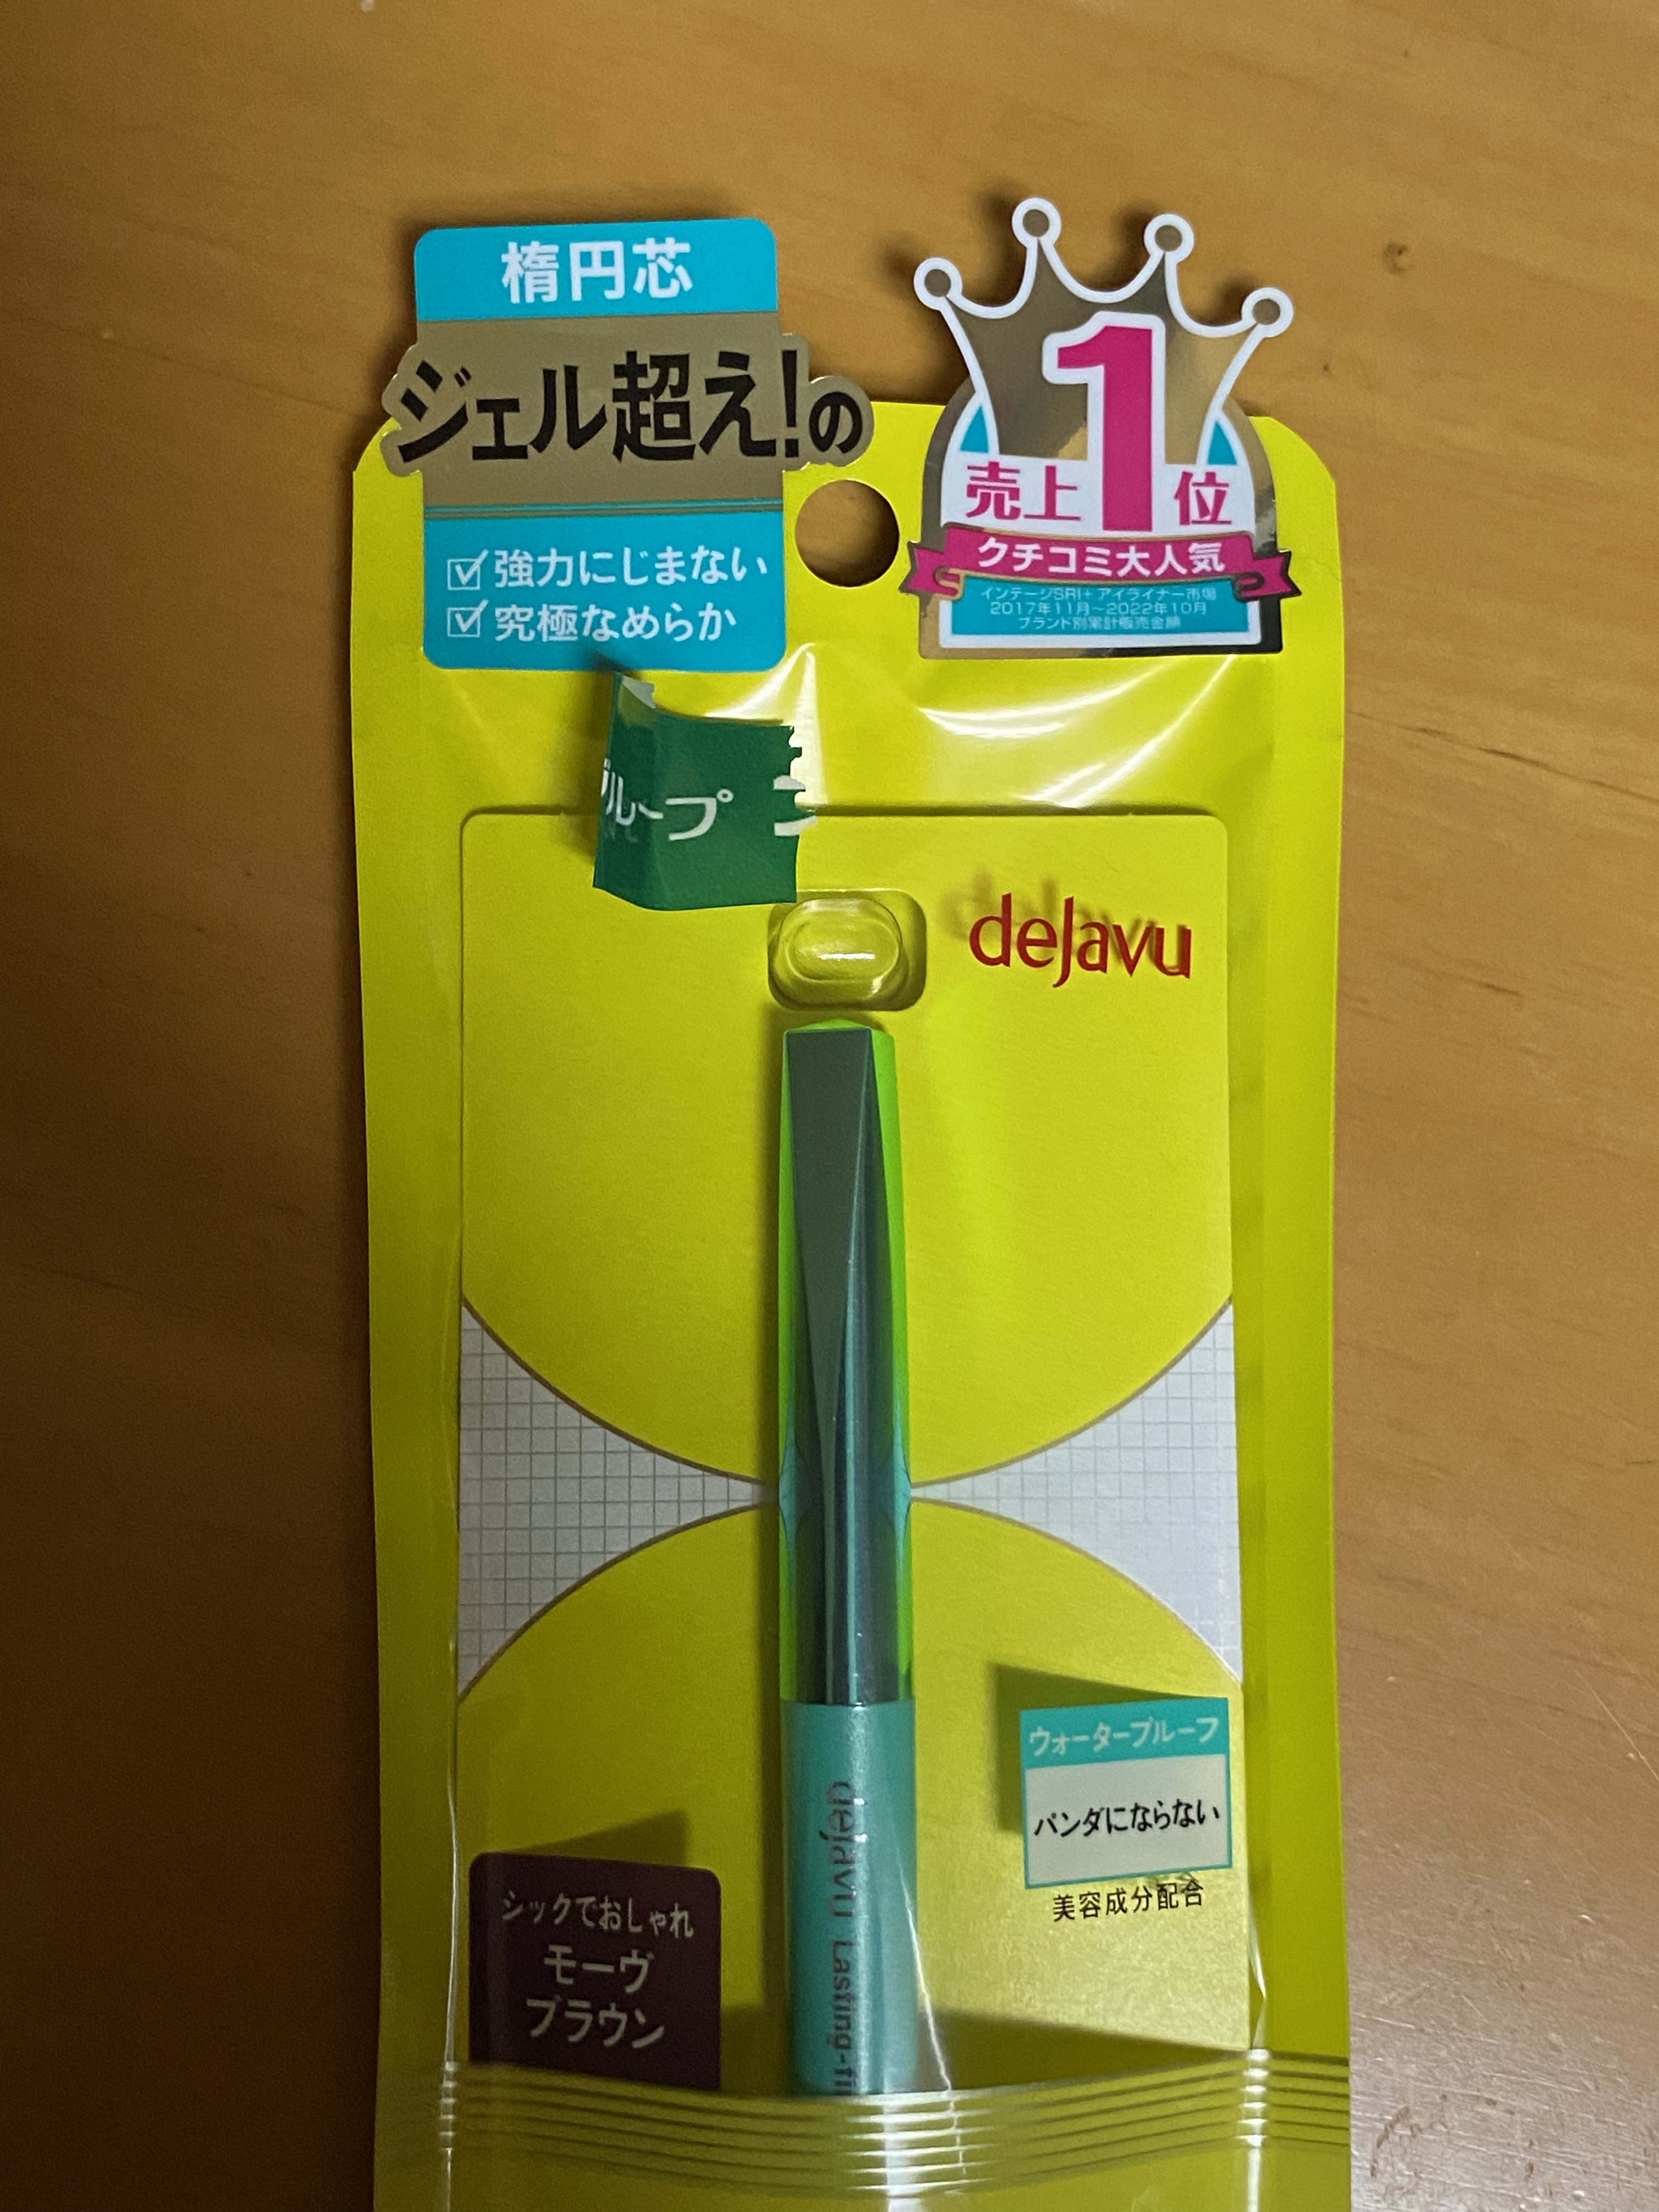 楕円芯
ジェル超え!の
強力にじまない
究極なめらか
売上1位
クチコミ大人気
インテージSRI+ アイライナー市場
2017年11月~2022年10月
ブランド別累計販売金額
ループ
dejavu
ウォータープルーフ
パンダにならない
美容成分配合
シックでおしゃれ
モーヴ
ブラウン
dejavu Lasting-fi